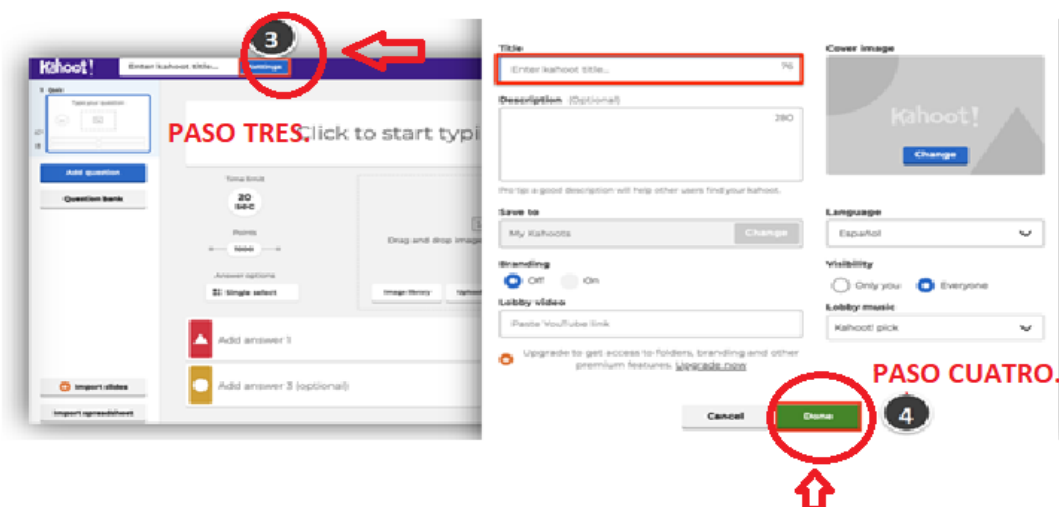 3
Kahoot!
Enter kahoot title...
Settings
Quiz
Type your question
PASO TRES.
Click to start typi
Add question
Question bank
Time limit
20
sec
Points
1000
Answer options
Single select
Drag and drop image
Image library
Upload
Add answer 1
Add answer 3 (optional)
Import slides
Import spreadsheet
Title
Enter kahoot title...
76
Description (Optional)
280
Pro tip: a good description will help other users find your kahoot.
Save to
My Kahoots
Change
Branding
Off
On
Lobby video
Paste YouTube link
Upgrade to get access to folders, branding and other
premium features. Upgrade now
Cover image
Kahoot!
Change
Language
Español
Visibility
Only you
Everyone
Lobby music
Kahoot! pick
PASO CUATRO.
Cancel
Done
4